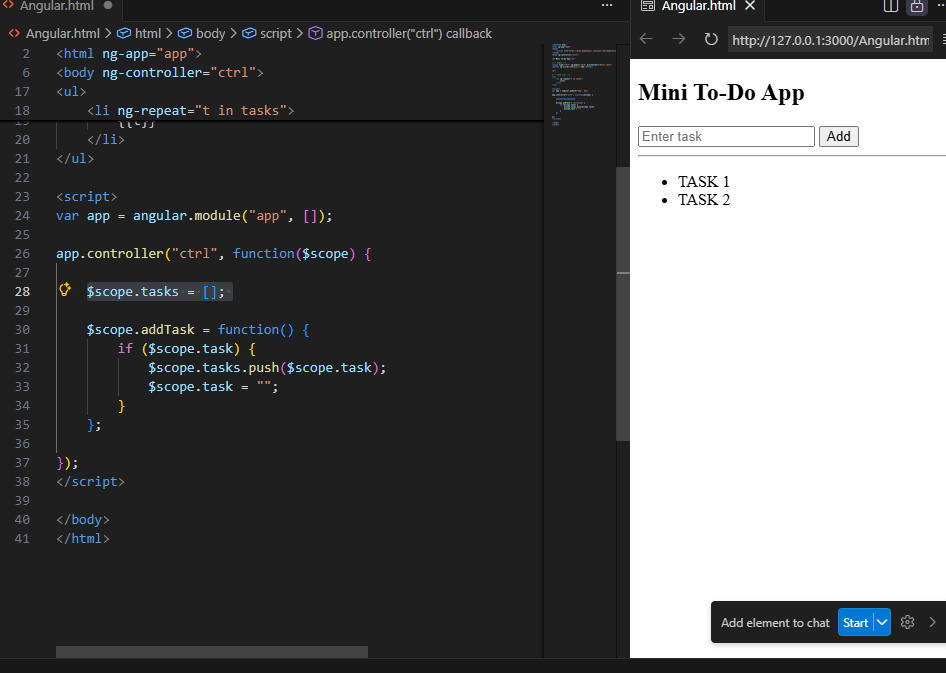 Angular.html
Angular.html > html > body > script > app.controller("ctrl") callback
2 <html ng-app="app">
6 <body ng-controller="ctrl">
17 <ul>
18 <li ng-repeat="t in tasks">
19 {{t}}
20 </li>
21 </ul>
22
23 <script>
24 var app = angular.module("app", []);
25
26 app.controller("ctrl", function($scope) {
27
28 $scope.tasks = [];
29
30 $scope.addTask = function() {
31 if ($scope.task) {
32 $scope.tasks.push($scope.task);
33 $scope.task = "";
34 }
35 };
36
37 });
38 </script>
39
40 </body>
41 </html>
Angular.html
http://127.0.0.1:3000/Angular.htm
Mini To-Do App
Enter task Add
• TASK 1
• TASK 2
Add element to chat Start